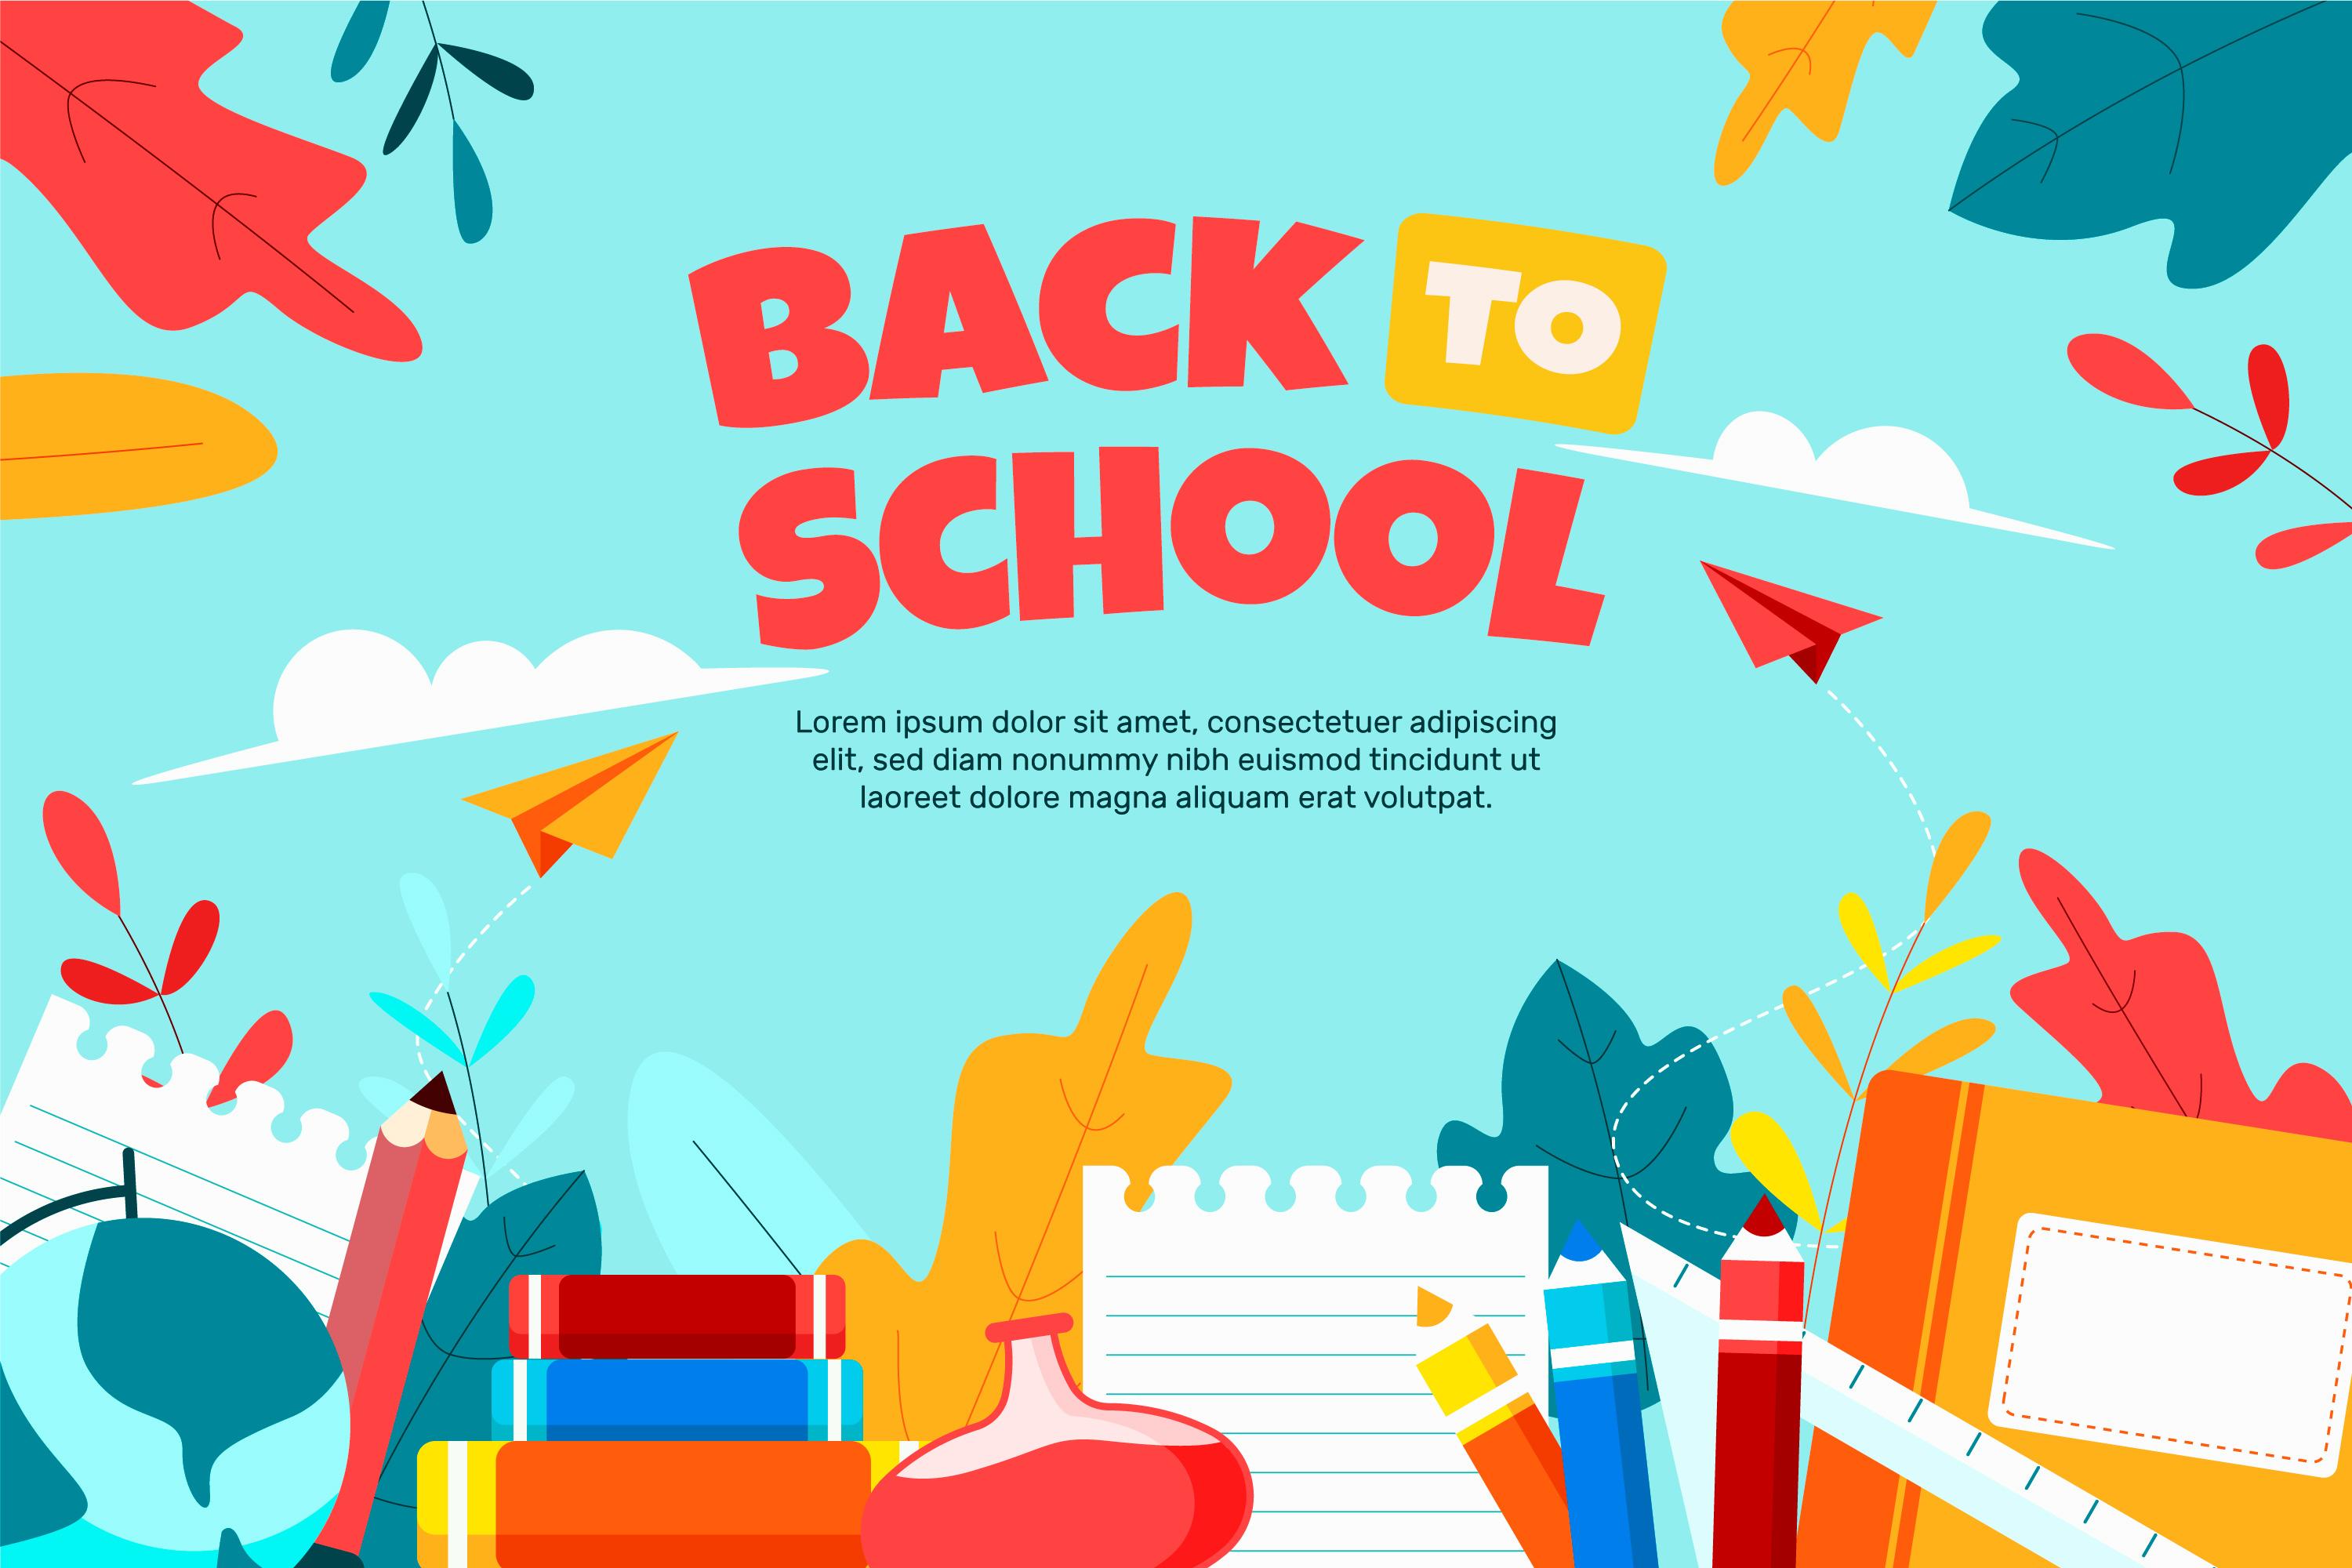 BACK TO
SCHOOL
Lorem ipsum dolor sit amet, consectetuer adipiscing
elit, sed diam nonummy nibh euismod tincidunt ut
laoreet dolore magna aliquam erat volutpat.